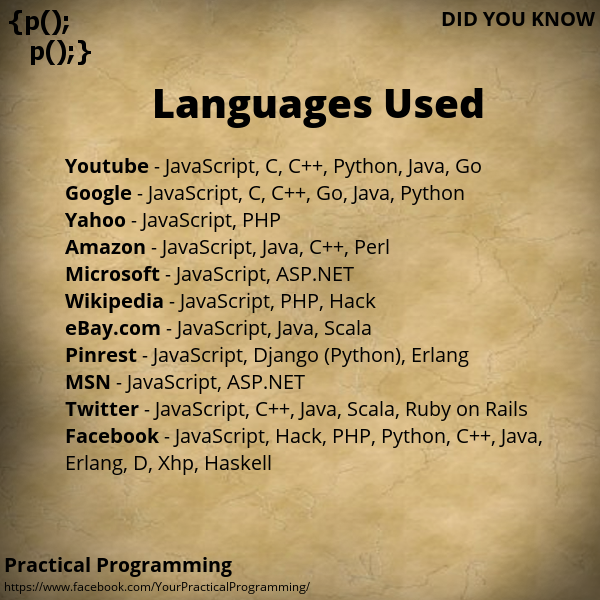 {p();
p();}
DID YOU KNOW
Languages Used
Youtube - JavaScript, C, C++, Python, Java, Go
Google - JavaScript, C, C++, Go, Java, Python
Yahoo - JavaScript, PHP
Amazon - JavaScript, Java, C++, Perl
Microsoft - JavaScript, ASP.NET
Wikipedia - JavaScript, PHP, Hack
eBay.com - JavaScript, Java, Scala
Pinrest - JavaScript, Django (Python), Erlang
MSN - JavaScript, ASP.NET
Twitter - JavaScript, C++, Java, Scala, Ruby on Rails
Facebook - JavaScript, Hack, PHP, Python, C++, Java,
Erlang, D, Xhp, Haskell
Practical Programming
https://www.facebook.com/YourPracticalProgramming/